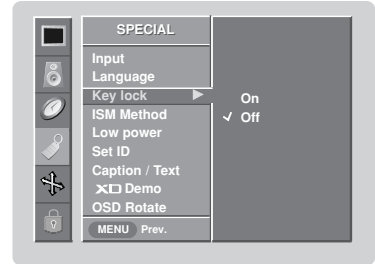 SPECIAL
Input
Language
Key lock
On
ISM Method
Off
Low power
Set ID
Caption / Text
XD Demo
OSD Rotate
MENU Prev.